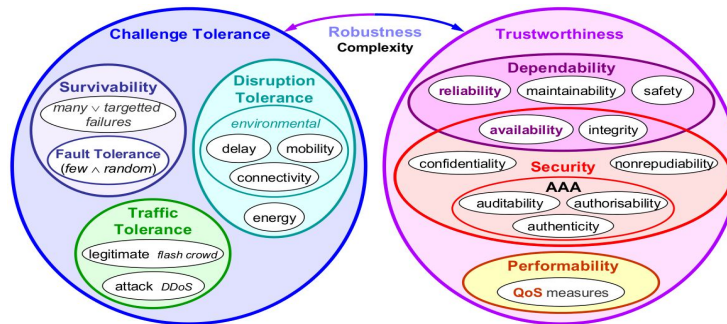 Challenge Tolerance
Robustness
Complexity
Trustworthiness
Survivability
many ∨ targetted
failures
Fault Tolerance
(few ∧ random)
Disruption
Tolerance
environmental
delay
mobility
connectivity
energy
Traffic
Tolerance
legitimate flash crowd
attack DDoS
Dependability
reliability
maintainability
safety
availability
integrity
confidentiality
Security
nonrepudiability
AAA
auditability
authorisability
authenticity
Performability
QoS measures